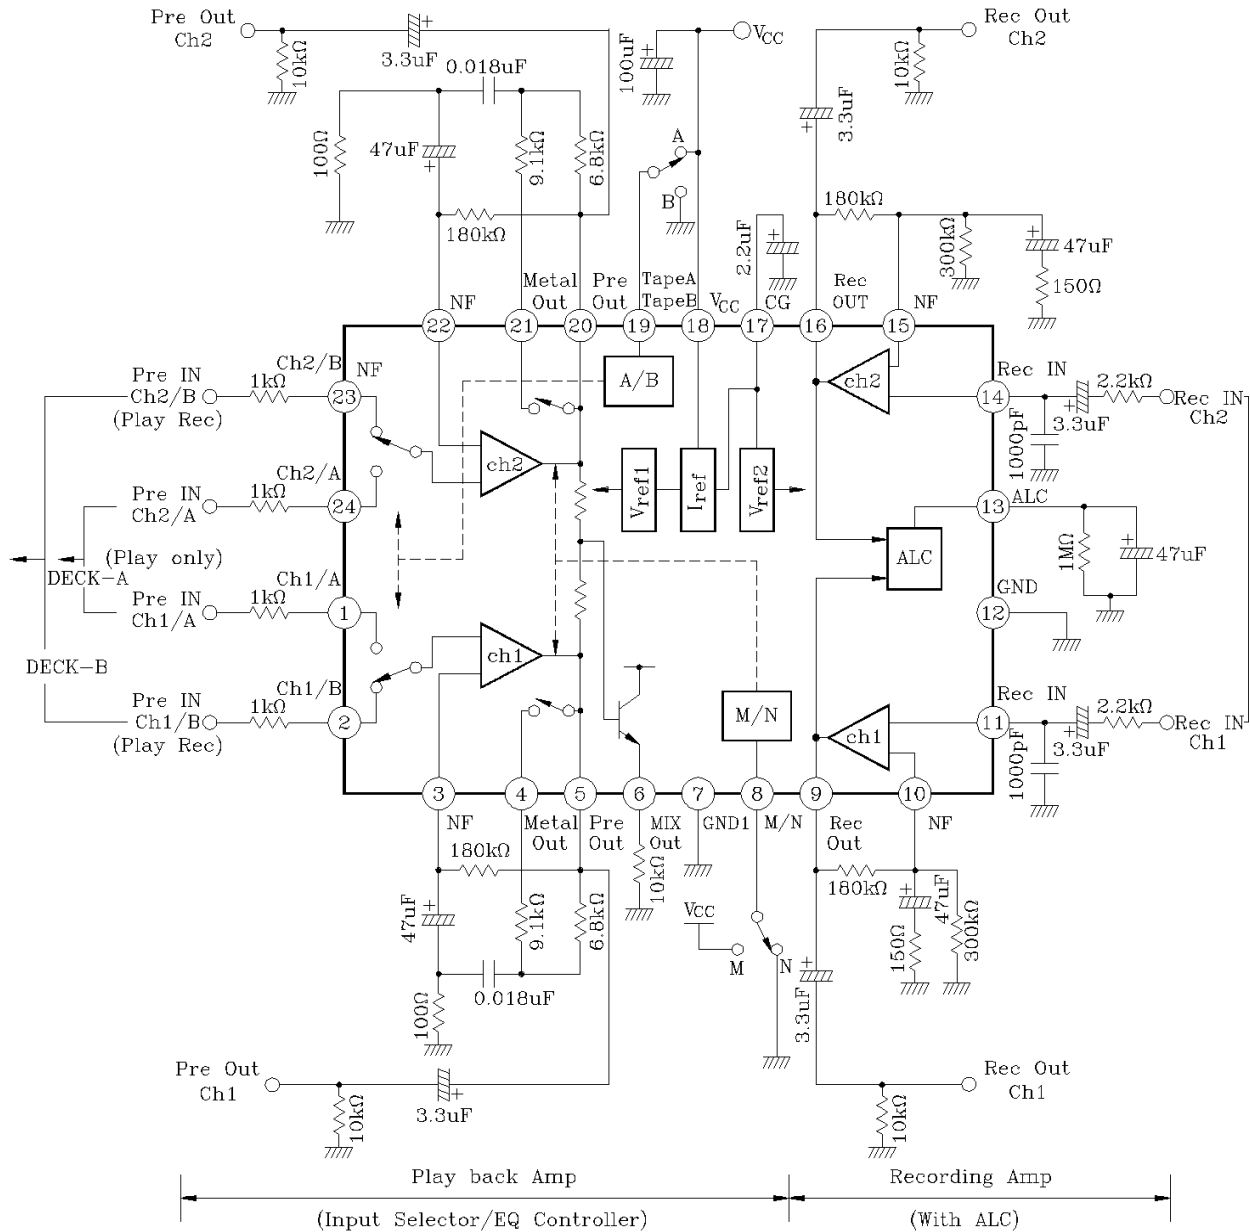 Pre Out
Ch2
10kΩ
3.3uF
+
0.018uF
100Ω
47uF
+
9.1kΩ
6.8kΩ
180kΩ
100uF
+
VCC
A
B
2.2uF
+
Rec Out
Ch2
10kΩ
3.3uF
+
180kΩ
300kΩ
+
47uF
150Ω
NF
Metal
Out
Pre
Out
TapeA
TapeB
VCC
CG
Rec
OUT
NF
22
21
20
19
18
17
16
15
Pre IN
Ch2/B
(Play Rec)
1kΩ
Ch2/B
NF
23
A/B
ch2
ch2
Rec IN
14
1000pF
+
3.3uF
2.2kΩ
Rec IN
Ch2
Pre IN
Ch2/A
1kΩ
Ch2/A
24
Vref1
Iref
Vref2
13
ALC
ALC
1MΩ
+
47uF
(Play only)
DECK-A
Pre IN
Ch1/A
1kΩ
Ch1/A
1
GND
12
DECK-B
Pre IN
Ch1/B
(Play Rec)
1kΩ
Ch1/B
2
ch1
M/N
ch1
Rec IN
11
1000pF
+
3.3uF
2.2kΩ
Rec IN
Ch1
3
4
5
6
7
8
9
10
NF
Metal
Out
Pre
Out
MIX
Out
GND1
M/N
Rec
Out
NF
180kΩ
47uF
+
9.1kΩ
6.8kΩ
0.018uF
100Ω
10kΩ
VCC
M
N
180kΩ
+
47uF
150Ω
300kΩ
+
3.3uF
Pre Out
Ch1
10kΩ
+
3.3uF
Rec Out
Ch1
10kΩ
Play back Amp
(Input Selector/EQ Controller)
Recording Amp
(With ALC)